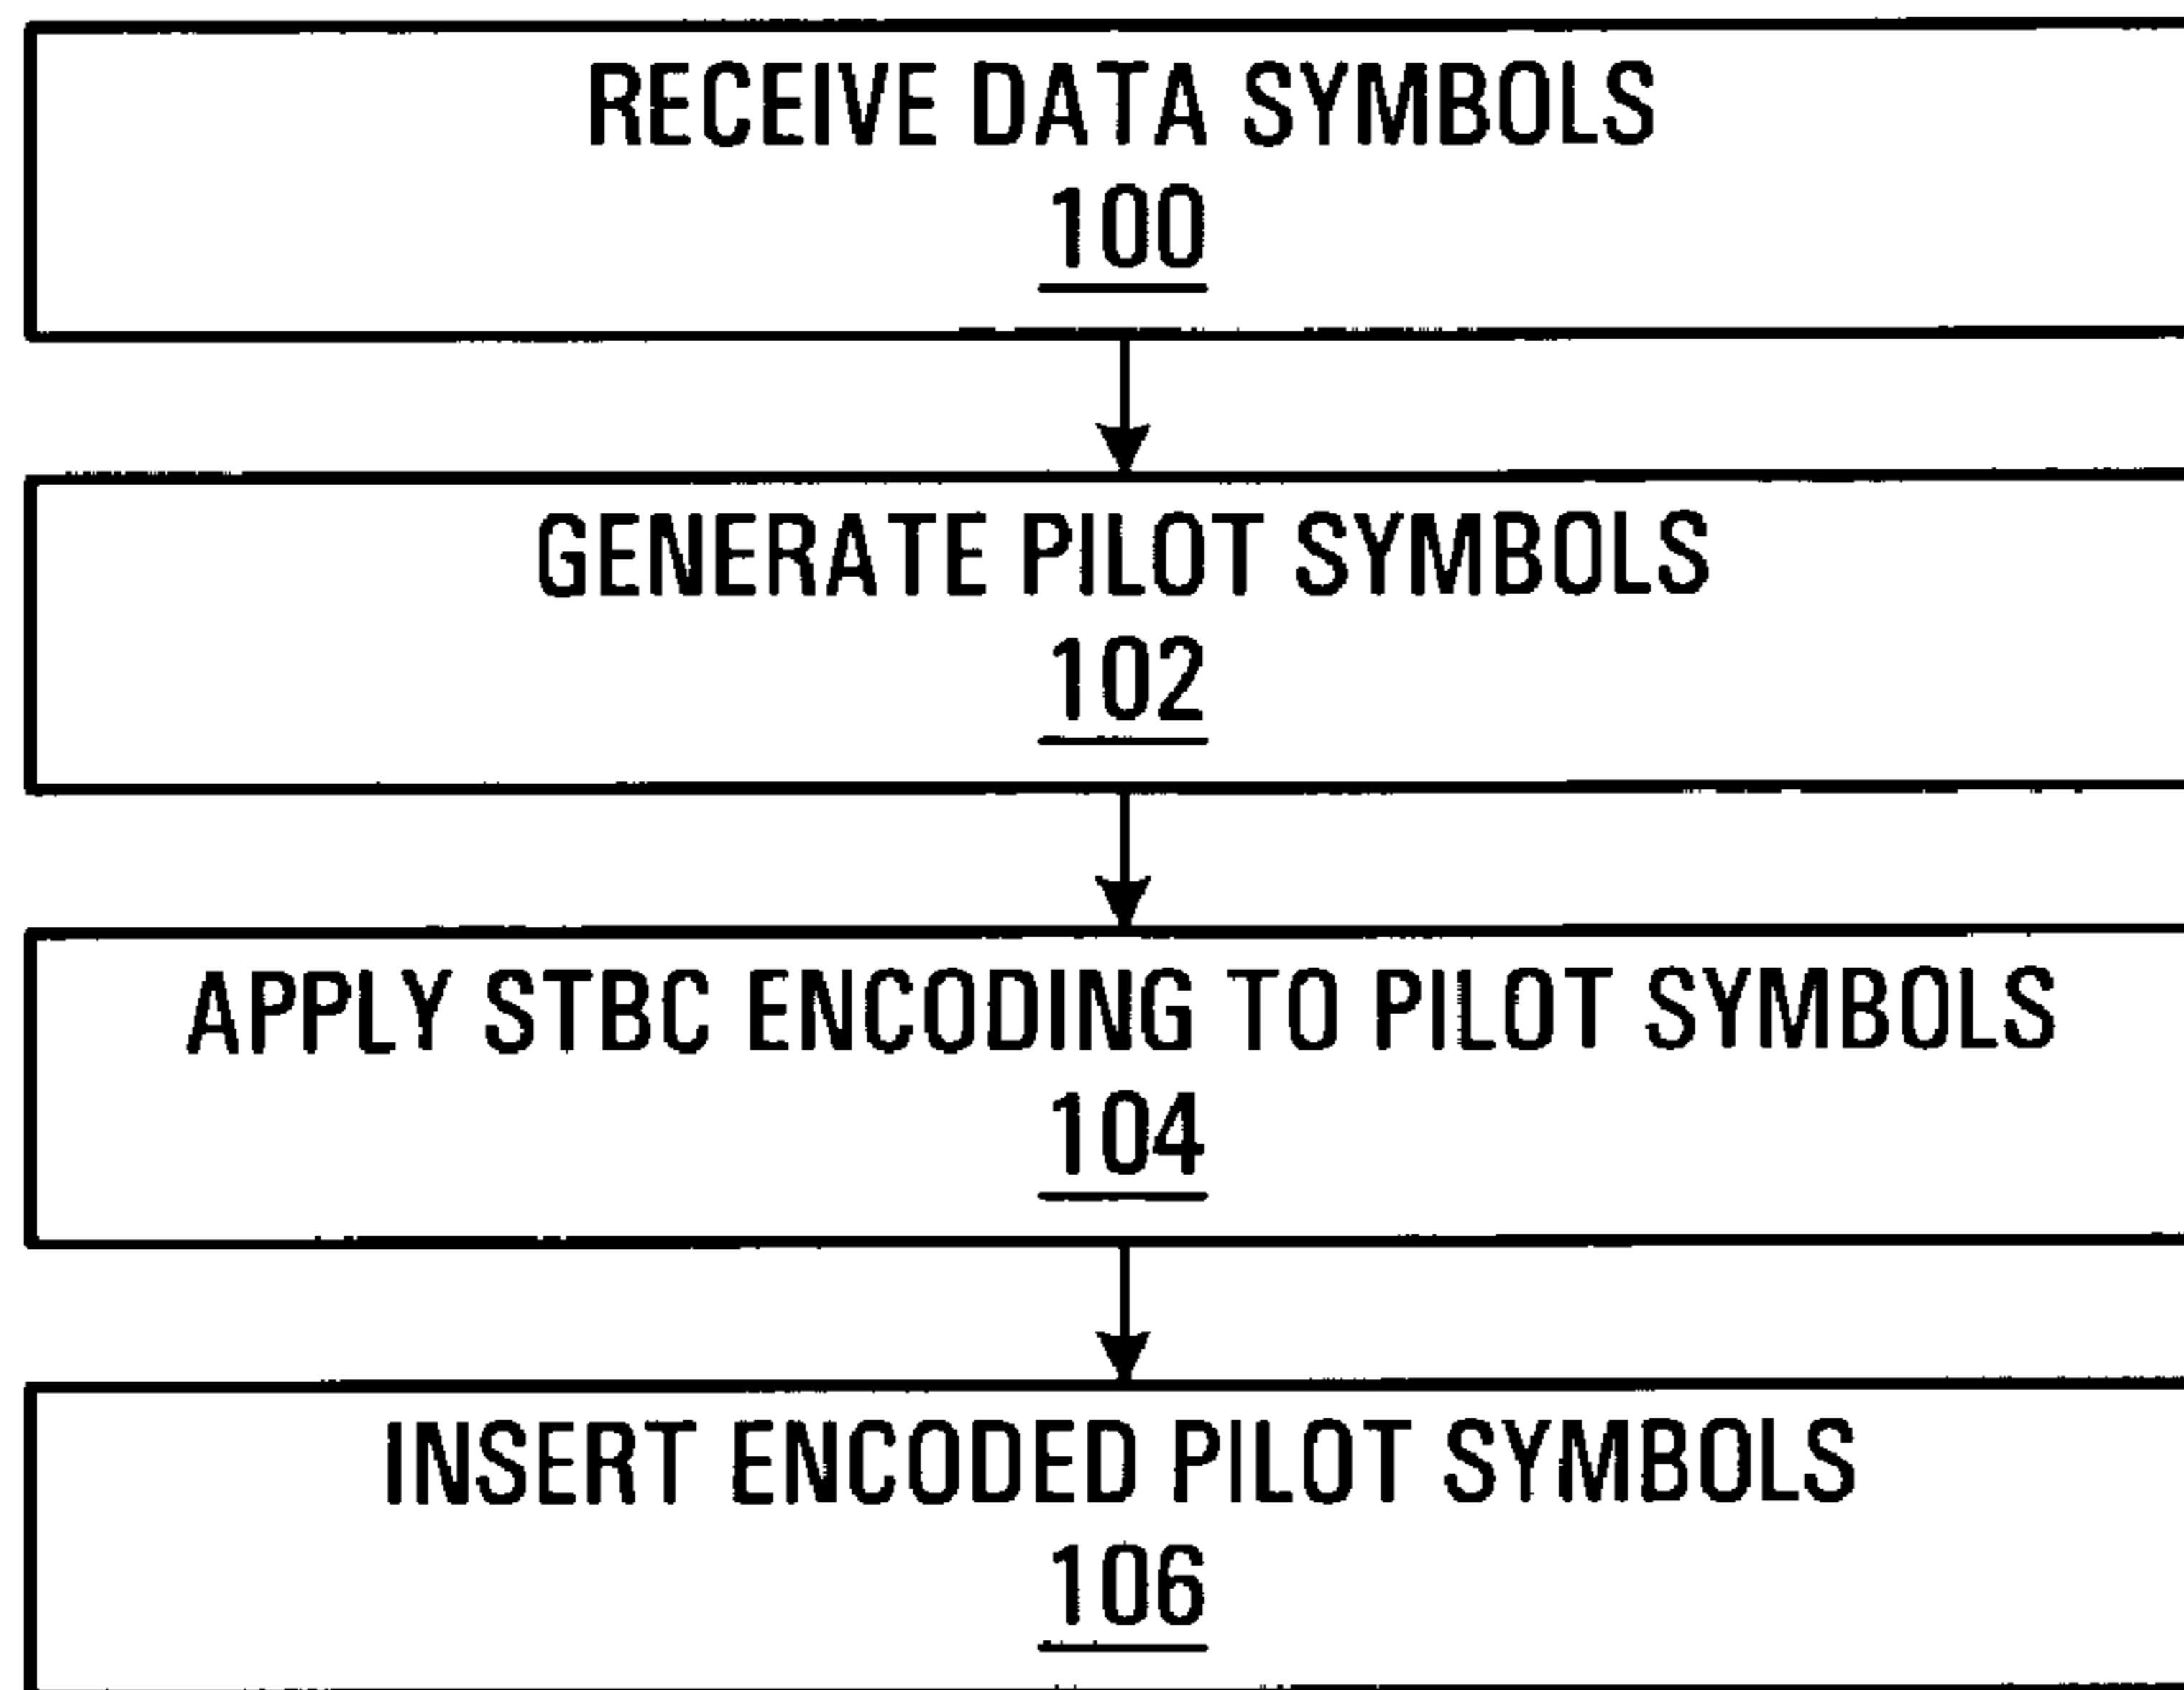 RECEIVE DATA SYMBOLS
100
GENERATE PILOT SYMBOLS
102
APPLY STBC ENCODING TO PILOT SYMBOLS
104
INSERT ENCODED PILOT SYMBOLS
106